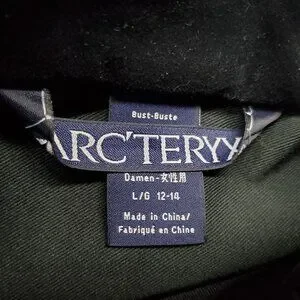 Bust-Buste
ARC'TERYX
Damen-女性用
L/G 12-14
Made in China/
Fabriqué en Chine